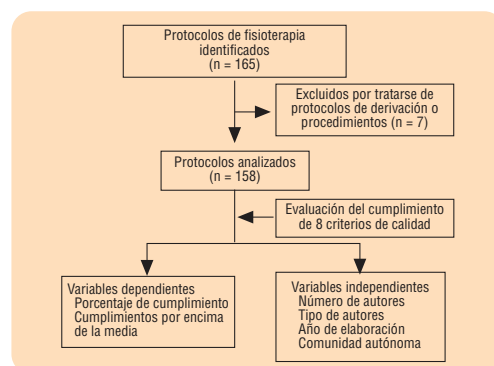 Protocolos de fisioterapia
identificados
(n = 165)
Excluidos por tratarse de
protocolos de derivación o
procedimientos (n = 7)
Protocolos analizados
(n = 158)
Evaluación del cumplimiento
de 8 criterios de calidad
Variables dependientes
Porcentaje de cumplimiento
Cumplimientos por encima
de la media
Variables independientes
Número de autores
Tipo de autores
Año de elaboración
Comunidad autónoma